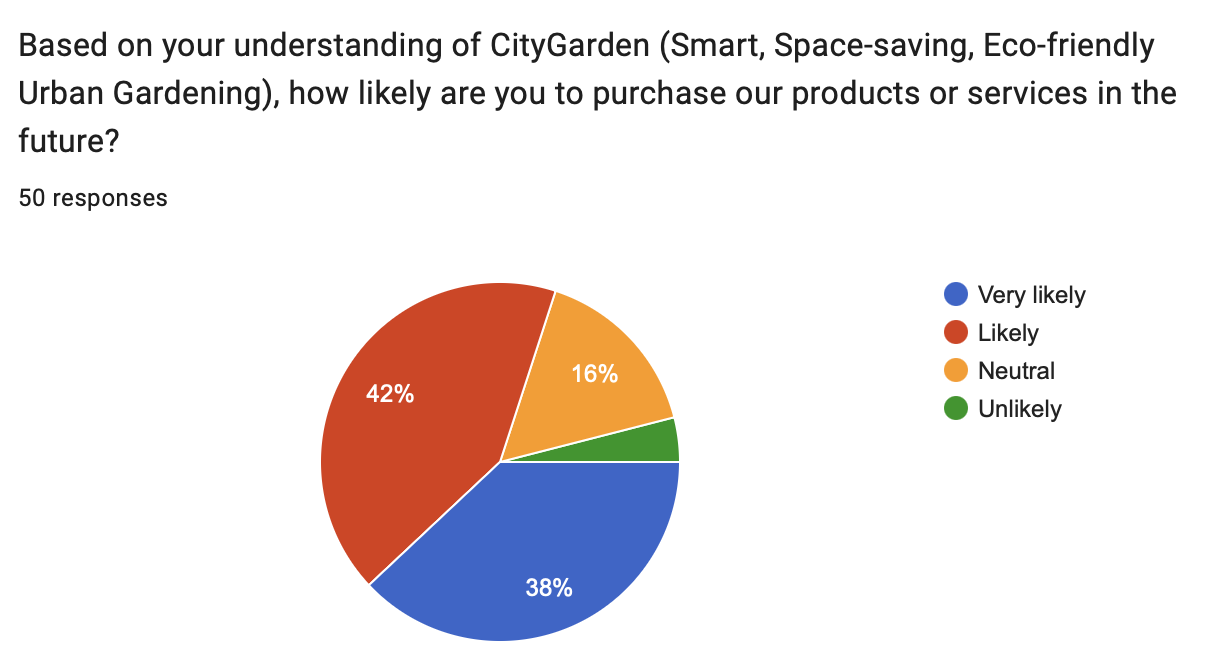 Based on your understanding of CityGarden (Smart, Space-saving, Eco-friendly
Urban Gardening), how likely are you to purchase our products or services in the
future?
50 responses
Very likely
Likely
Neutral
Unlikely
16%
42%
38%